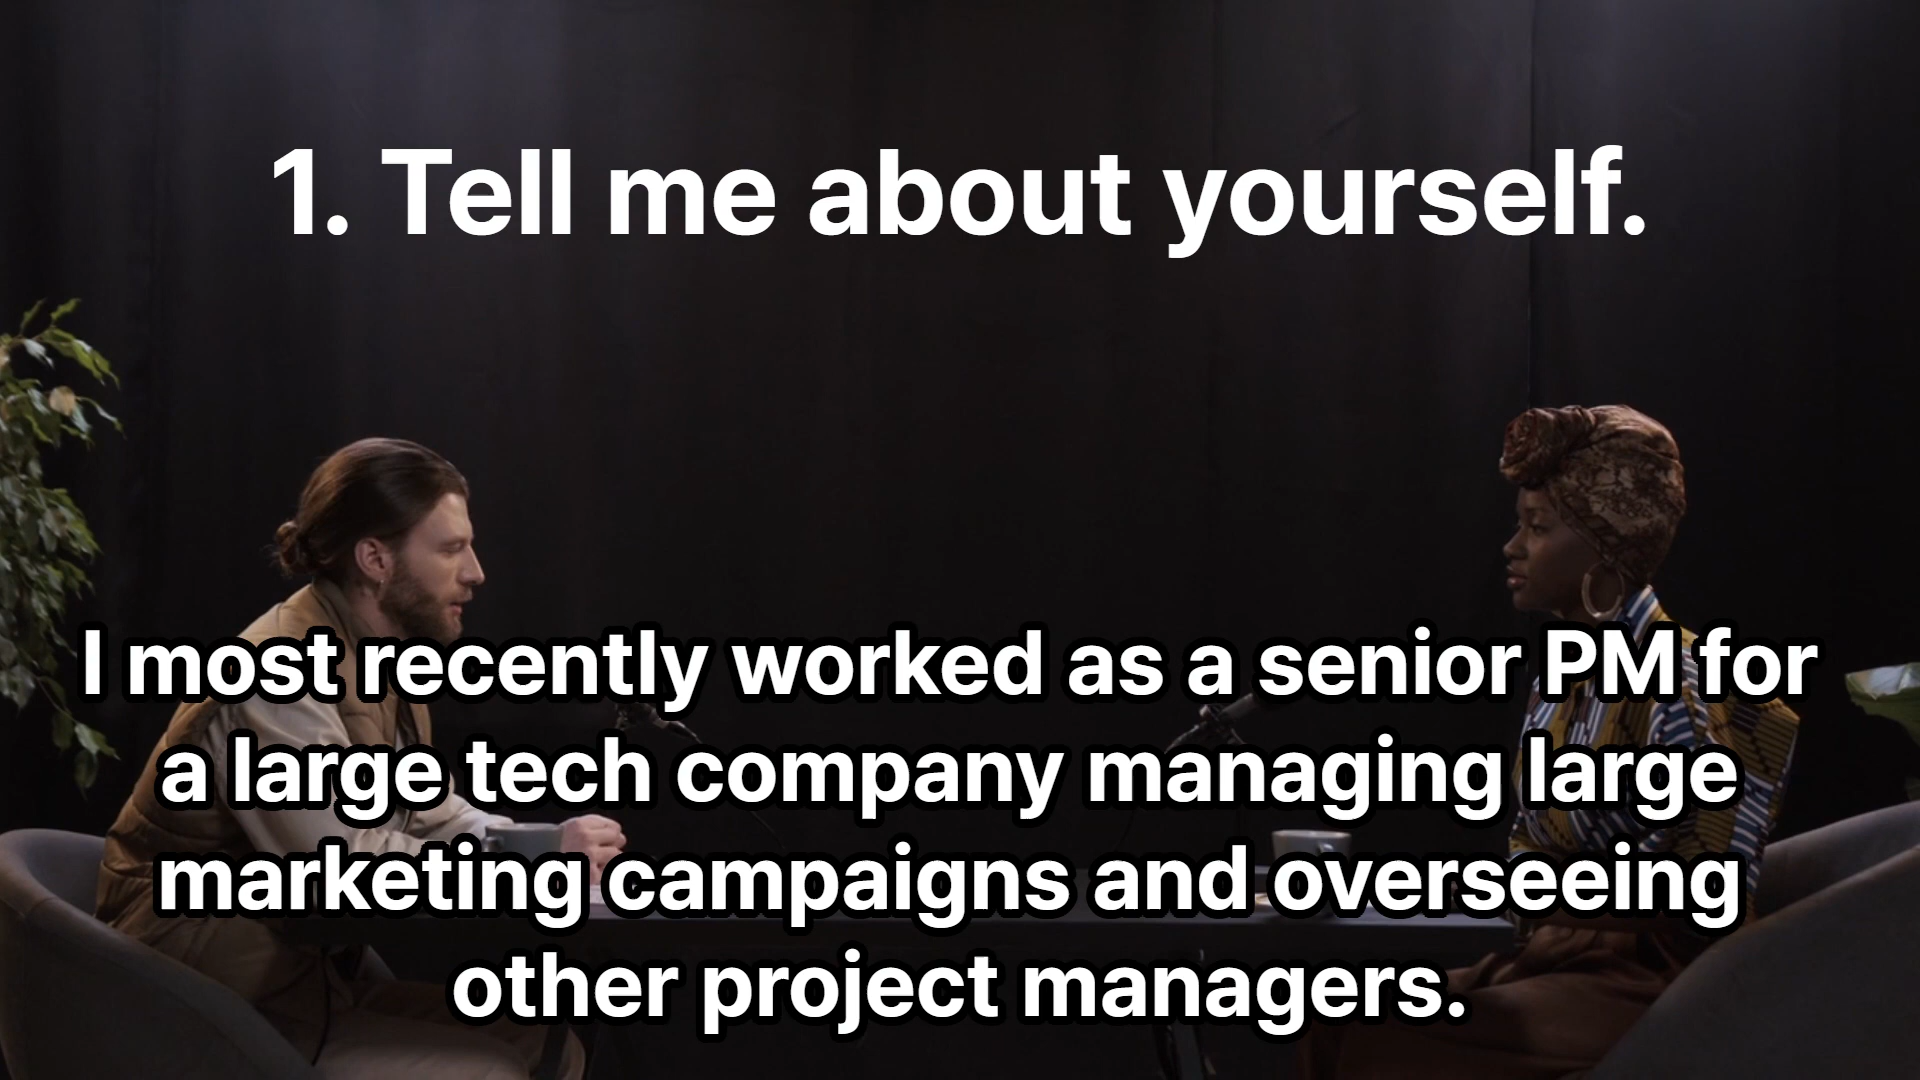 1. Tell me about yourself.
I most recently worked as a senior PM for
a large tech company managing large
marketing campaigns and overseeing
other project managers.